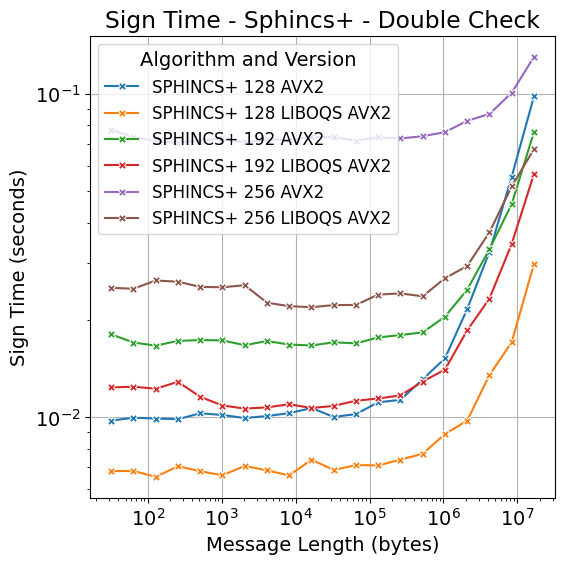 Sign Time - Sphincs+ - Double Check
Algorithm and Version
SPHINCS+ 128 AVX2
SPHINCS+ 128 LIBOQS AVX2
SPHINCS+ 192 AVX2
SPHINCS+ 192 LIBOQS AVX2
SPHINCS+ 256 AVX2
SPHINCS+ 256 LIBOQS AVX2
Sign Time (seconds)
10⁻¹
10⁻²
10² 10³ 10⁴ 10⁵ 10⁶ 10⁷
Message Length (bytes)